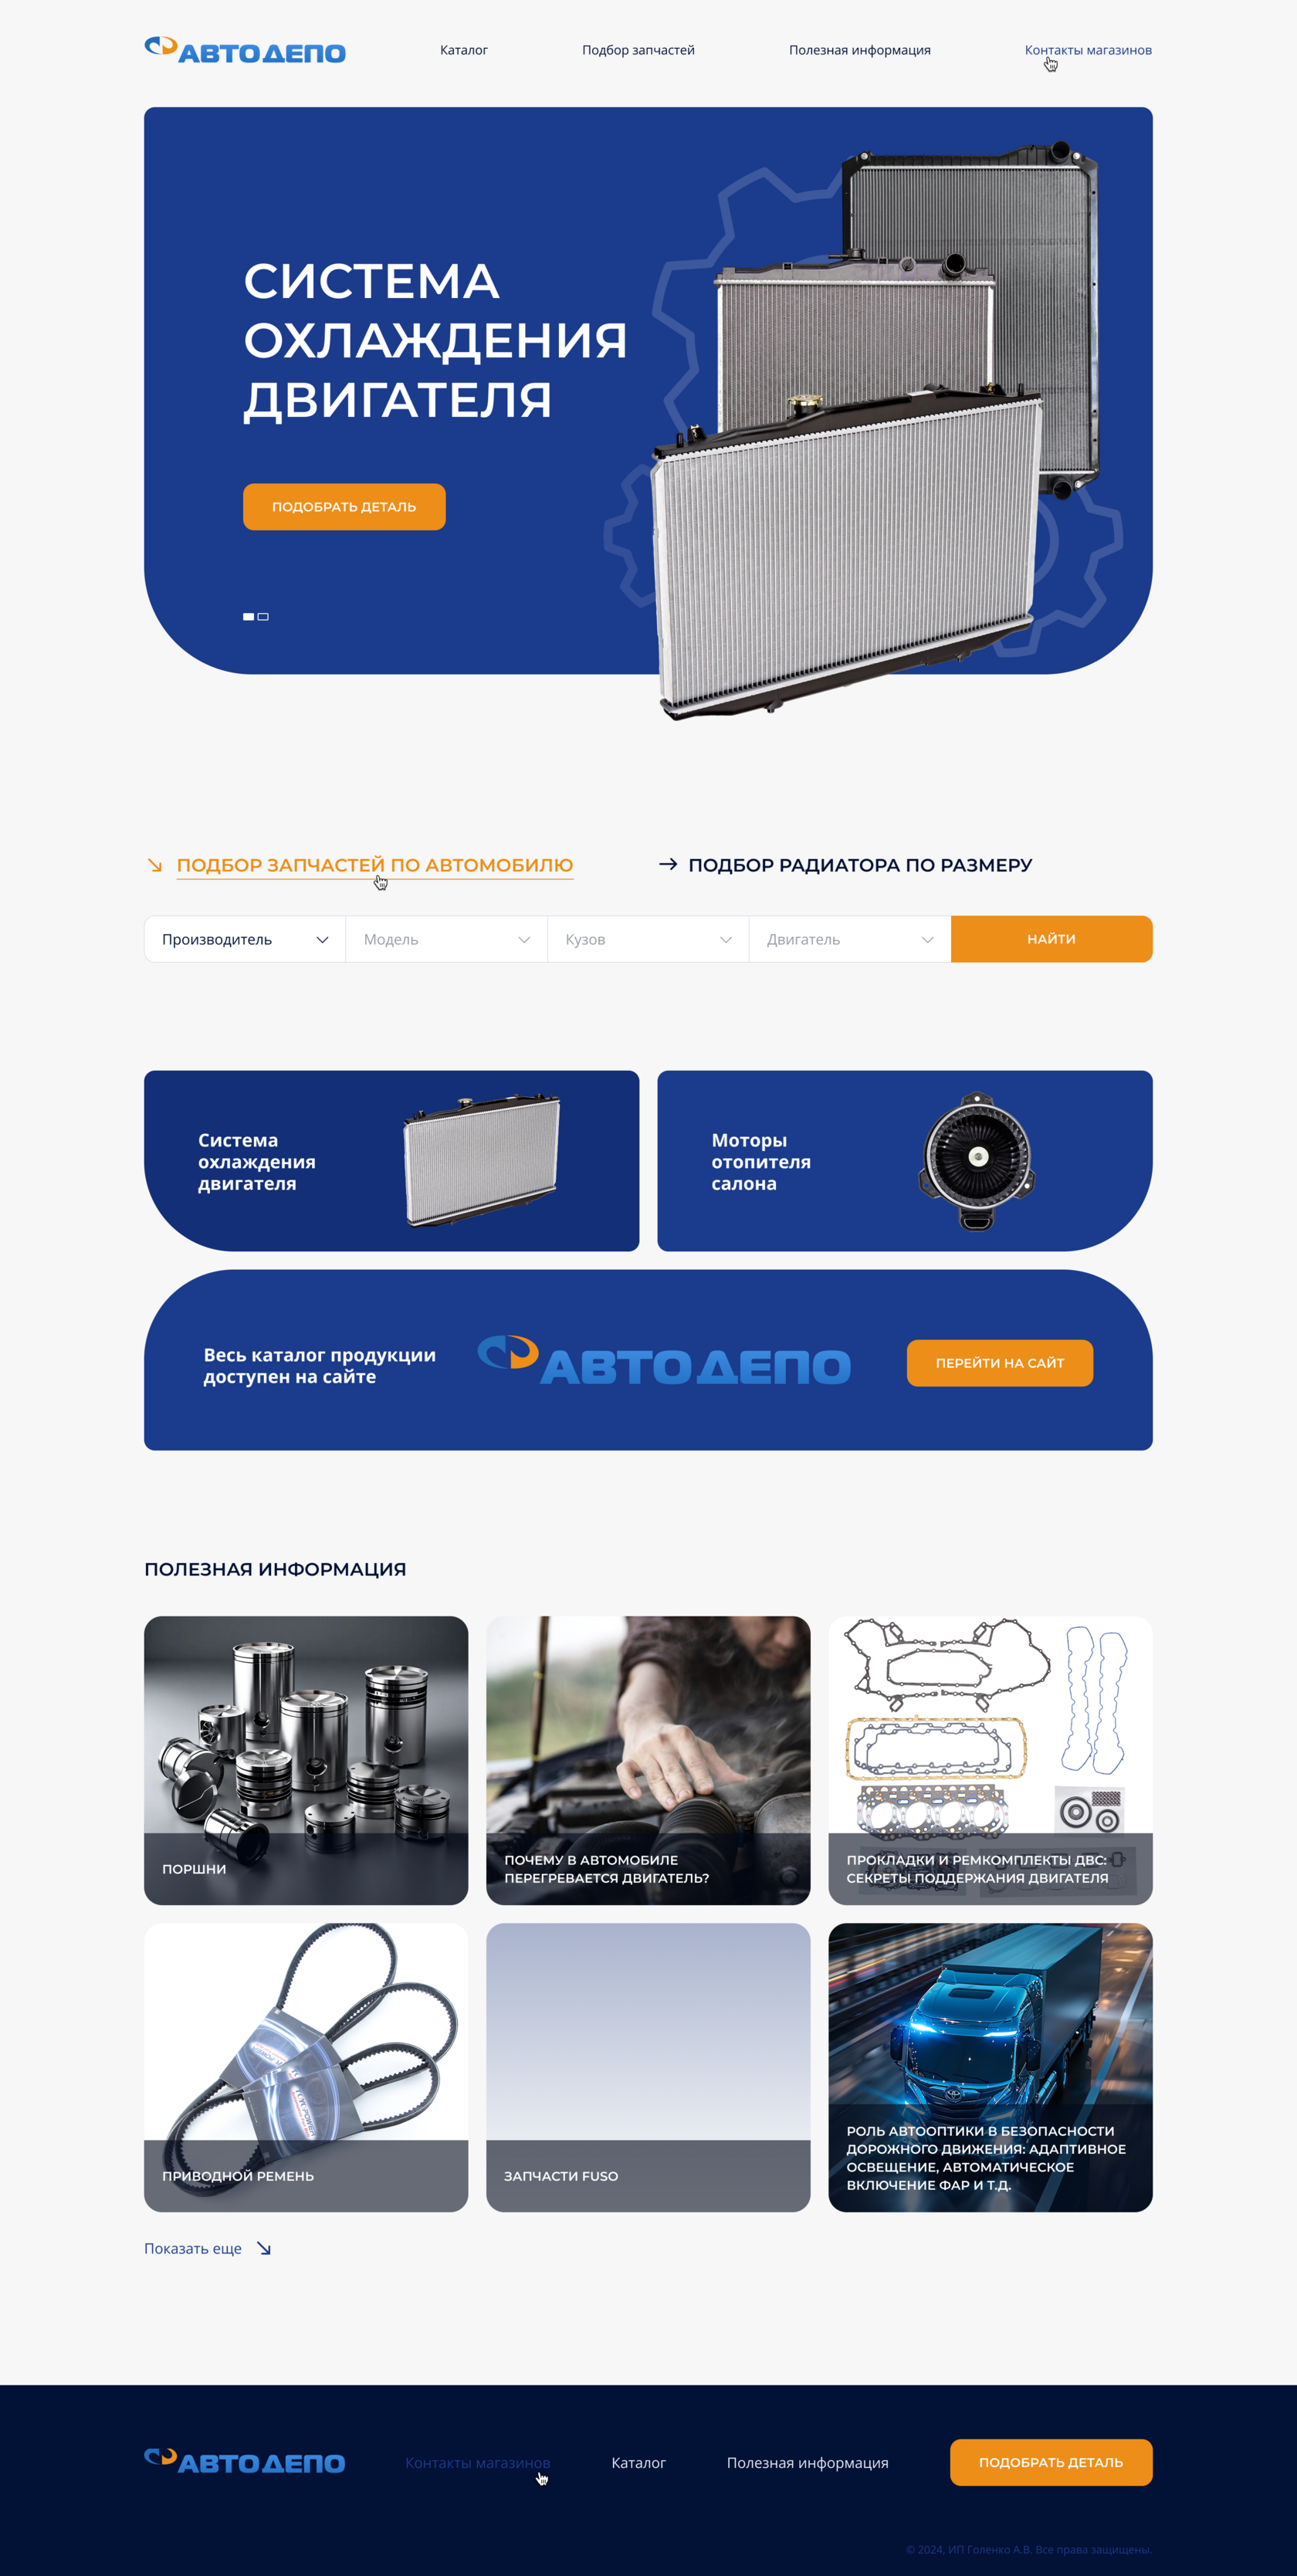 АВТОДЕПО
Каталог
Подбор запчастей
Полезная информация
Контакты магазинов
СИСТЕМА
ОХЛАЖДЕНИЯ
ДВИГАТЕЛЯ
ПОДОБРАТЬ ДЕТАЛЬ
ПОДБОР ЗАПЧАСТЕЙ ПО АВТОМОБИЛЮ
ПОДБОР РАДИАТОРА ПО РАЗМЕРУ
Производитель
Модель
Кузов
Двигатель
НАЙТИ
Система
охлаждения
двигателя
Моторы
отопителя
салона
Весь каталог продукции
доступен на сайте
АВТОДЕПО
ПЕРЕЙТИ НА САЙТ
ПОЛЕЗНАЯ ИНФОРМАЦИЯ
ПОРШНИ
ПОЧЕМУ В АВТОМОБИЛЕ
ПЕРЕГРЕВАЕТСЯ ДВИГАТЕЛЬ?
ПРОКЛАДКИ И РЕМКОМПЛЕКТЫ ДВС:
СЕКРЕТЫ ПОДДЕРЖАНИЯ ДВИГАТЕЛЯ
ПРИВОДНОЙ РЕМЕНЬ
ЗАПЧАСТИ FUSO
РОЛЬ АВТООПТИКИ В БЕЗОПАСНОСТИ
ДОРОЖНОГО ДВИЖЕНИЯ: АДАПТИВНОЕ
ОСВЕЩЕНИЕ, АВТОМАТИЧЕСКОЕ
ВКЛЮЧЕНИЕ ФАР И Т.Д.
Показать еще
АВТОДЕПО
Контакты магазинов
Каталог
Полезная информация
ПОДОБРАТЬ ДЕТАЛЬ
© 2024, ИП Голенко А.В. Все права защищены.